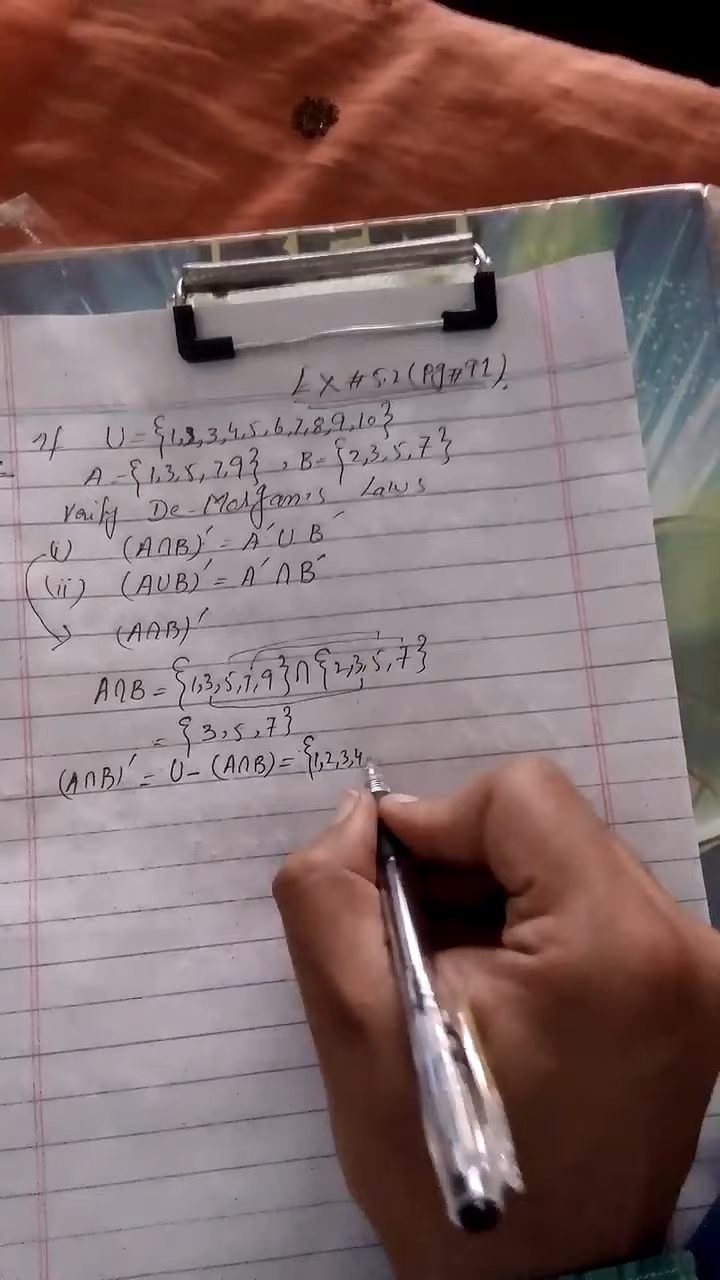 Ex # 5.2 (Pg#91).
If U = {1,2,3,4,5,6,7,8,9,10}
A = {1,3,5,7,9}, B = {2,3,5,7}
Verify De-Morgan's Laws
(i) (A∩B)′ = A′∪B′
(ii) (A∪B)′ = A′∩B′
(A∩B)′
A∩B = {1,3,5,7,9}∩{2,3,5,7}
= {3,5,7}
(A∩B)′ = U-(A∩B) = {1,2,3,4